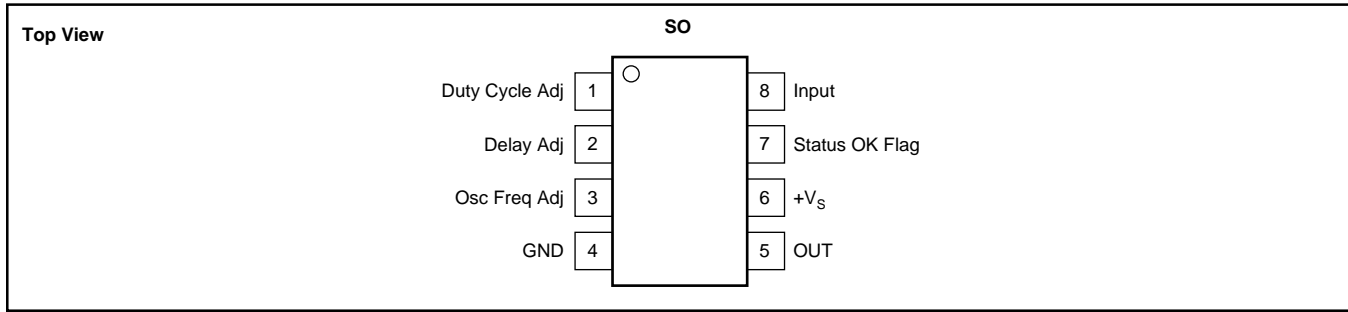 Top View
SO
Duty Cycle Adj 1 8 Input
Delay Adj 2 7 Status OK Flag
Osc Freq Adj 3 6 +VS
GND 4 5 OUT